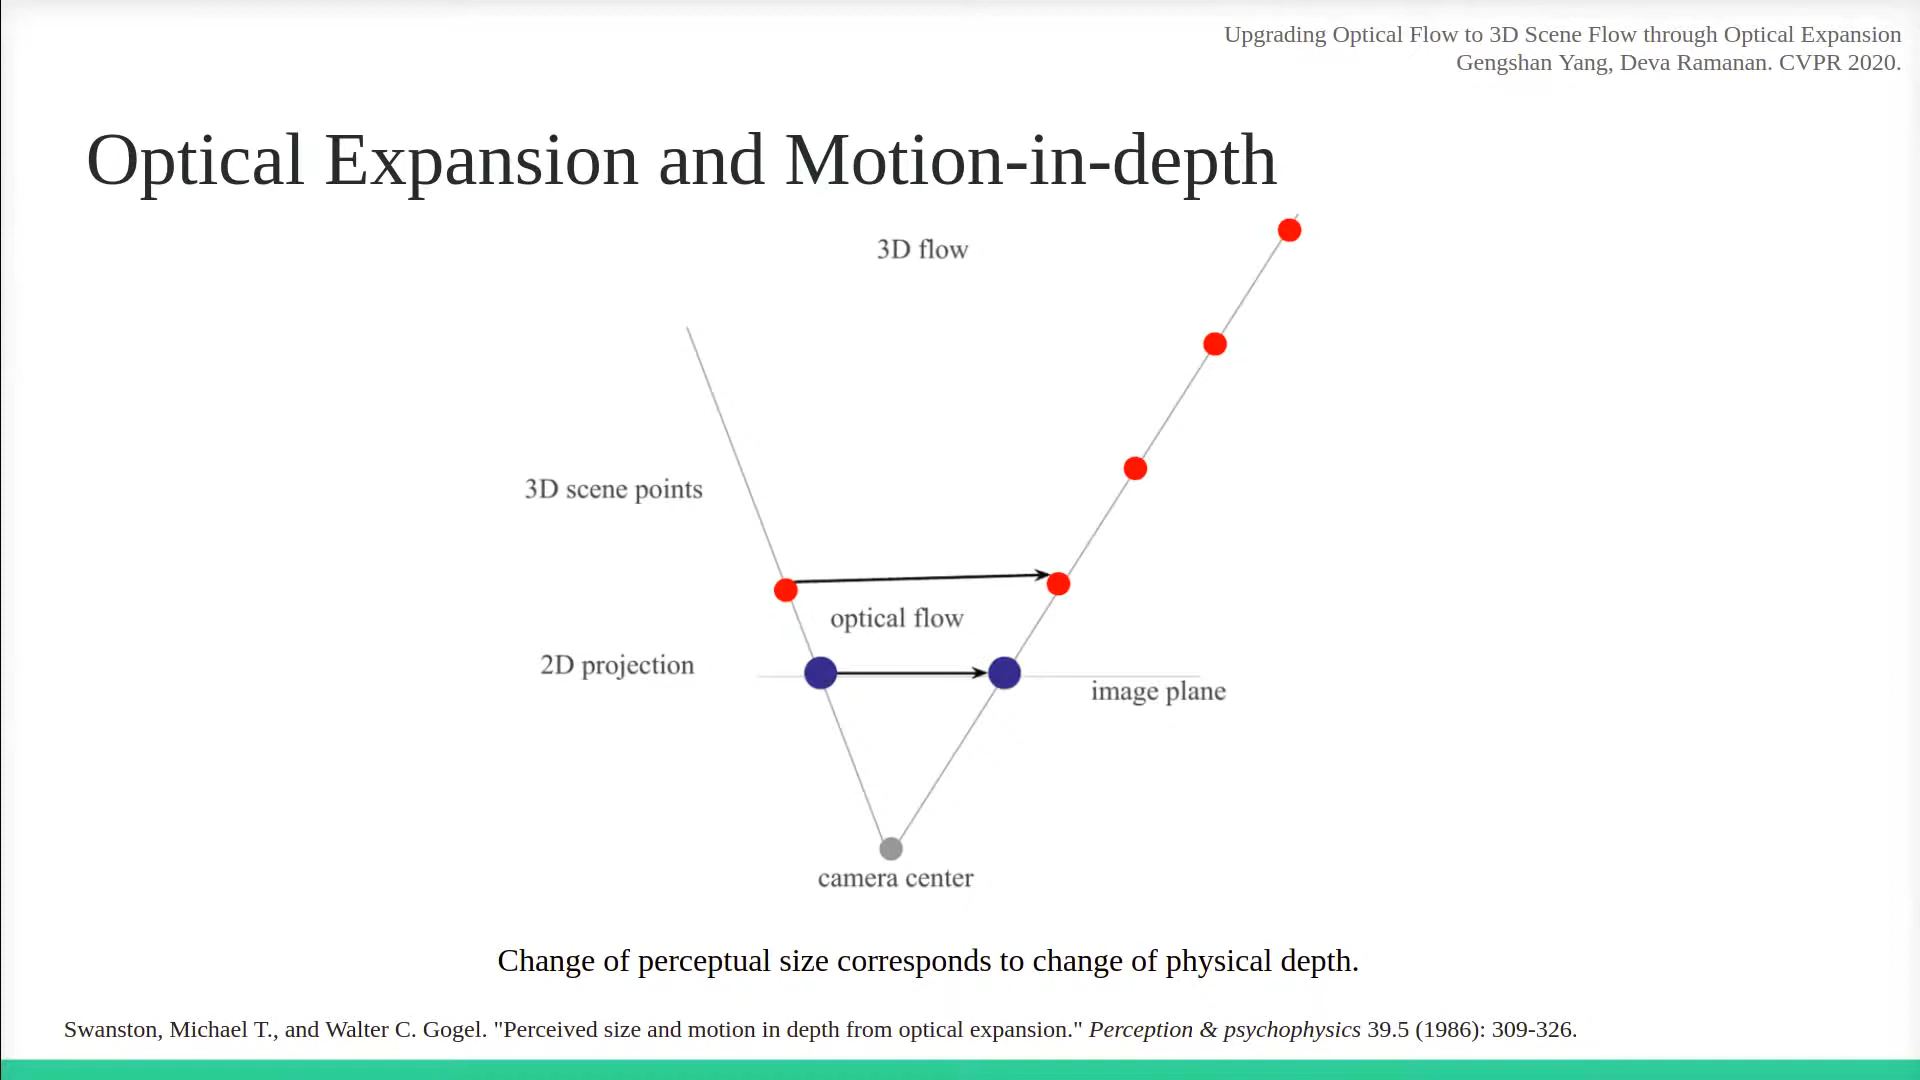 Upgrading Optical Flow to 3D Scene Flow through Optical Expansion
Gengshan Yang, Deva Ramanan. CVPR 2020.
Optical Expansion and Motion-in-depth
3D flow
3D scene points
optical flow
2D projection
image plane
camera center
Change of perceptual size corresponds to change of physical depth.
Swanston, Michael T., and Walter C. Gogel. "Perceived size and motion in depth from optical expansion." Perception & psychophysics 39.5 (1986): 309-326.